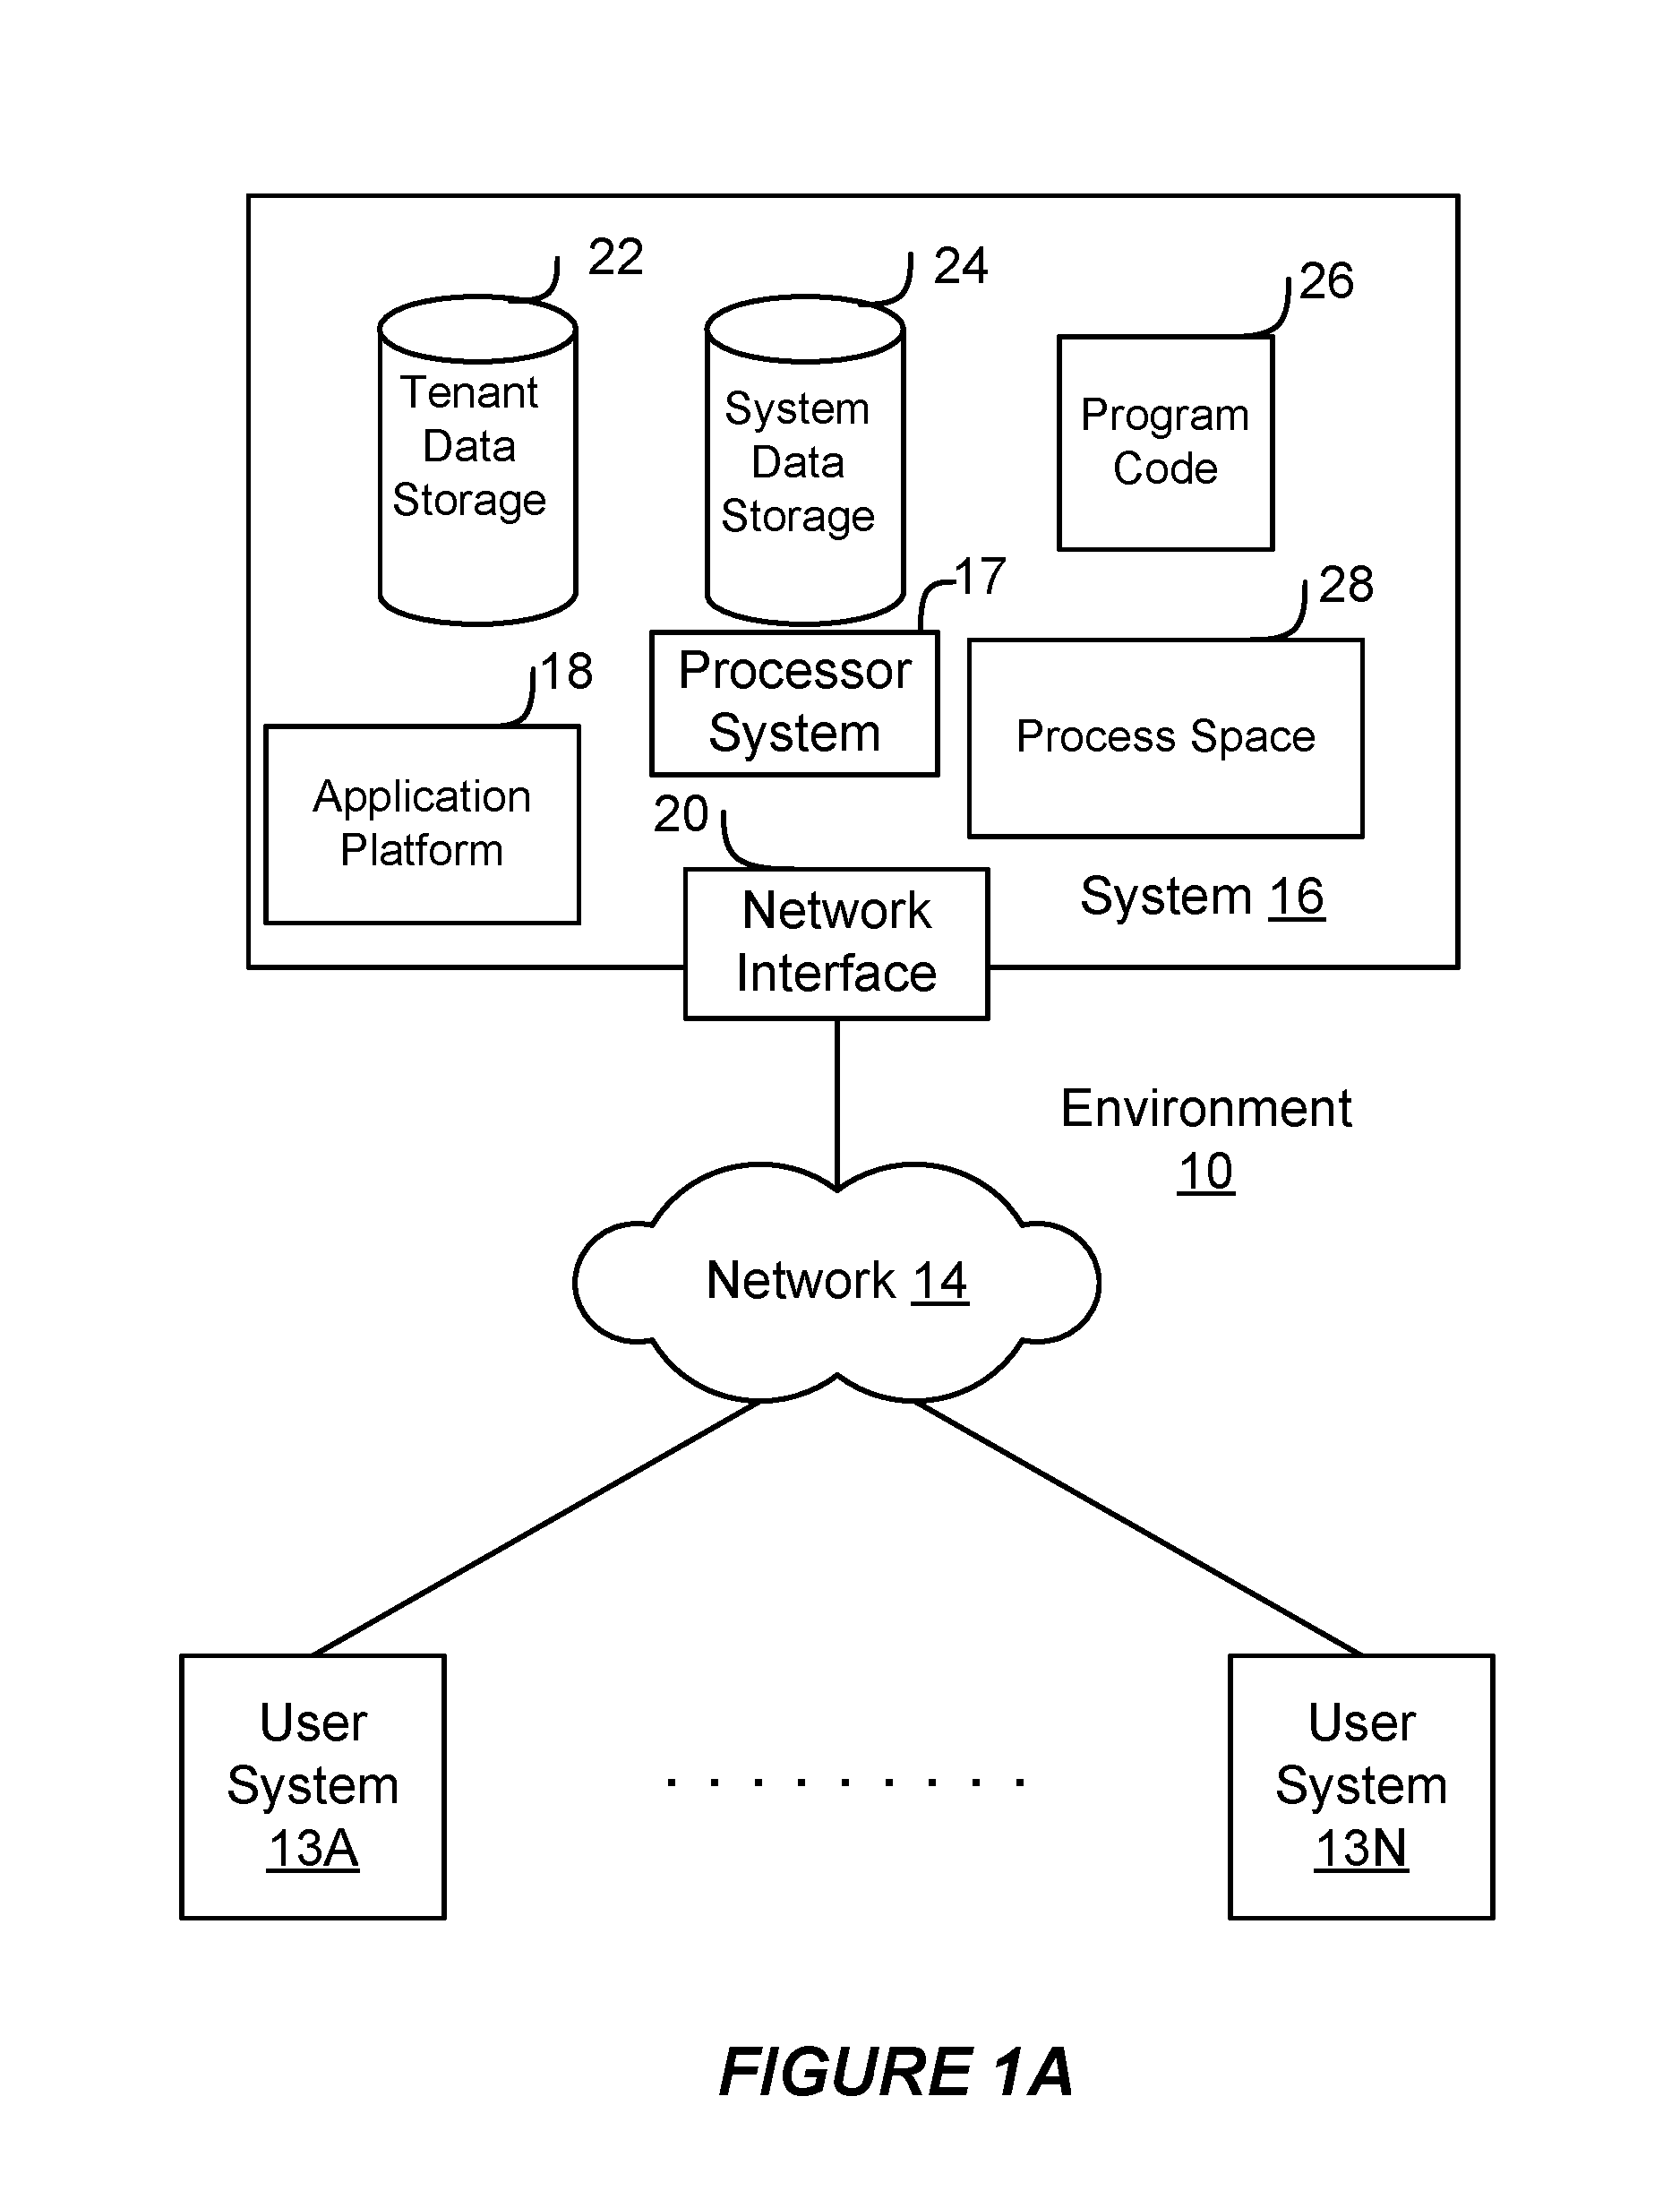 22
24
26
Tenant
Data
Storage
System
Data
Storage
Program
Code
17
28
18
Processor
System
Process Space
Application
Platform
20
Network
Interface
System 16
Environment
10
Network 14
User
System
13A
. . . . . . . . .
User
System
13N
FIGURE 1A